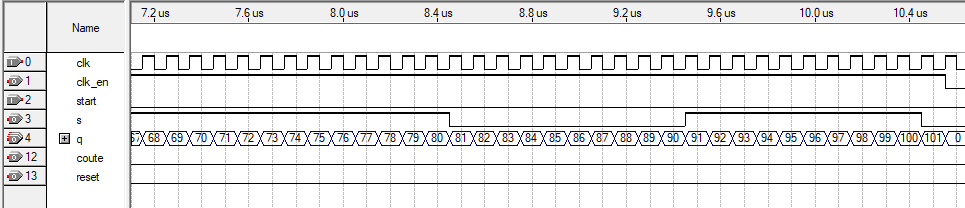 Name
7.2 us 7.6 us 8.0 us 8.4 us 8.8 us 9.2 us 9.6 us 10.0 us 10.4 us
0 clk
1 clk_en
2 start
3 s
4 q 67 68 69 70 71 72 73 74 75 76 77 78 79 80 81 82 83 84 85 86 87 88 89 90 91 92 93 94 95 96 97 98 99 100 101 0
12 coute
13 reset